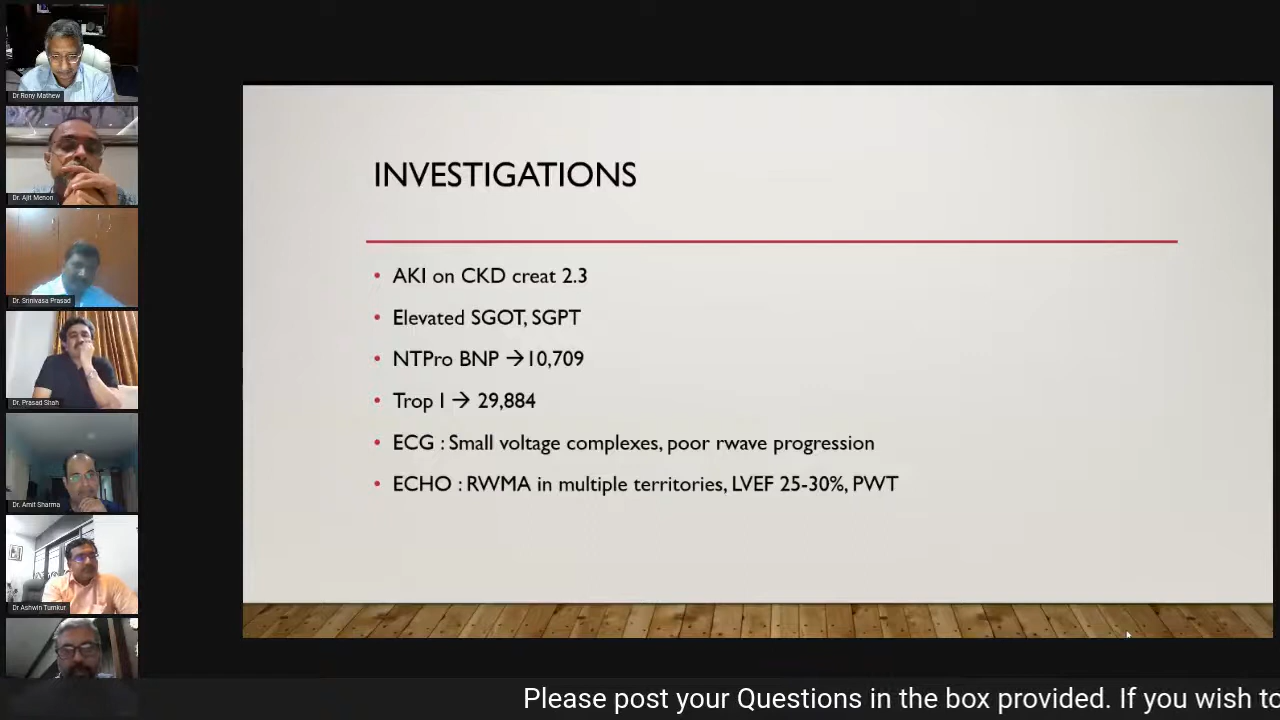 Dr Rony Mathew
Dr. Ajit Menon
Dr. Srinivasa Prasad
Dr. Prasad Shah
Dr. Amit Sharma
Dr Ashwin Tumkur
INVESTIGATIONS
• AKI on CKD creat 2.3
• Elevated SGOT, SGPT
• NTPro BNP →10,709
• Trop I → 29,884
• ECG : Small voltage complexes, poor rwave progression
• ECHO : RWMA in multiple territories, LVEF 25-30%, PWT
Please post your Questions in the box provided. If you wish to